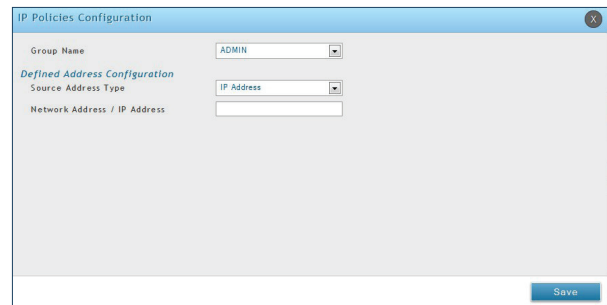 IP Policies Configuration
X
Group Name
ADMIN
Defined Address Configuration
Source Address Type
IP Address
Network Address / IP Address
Save